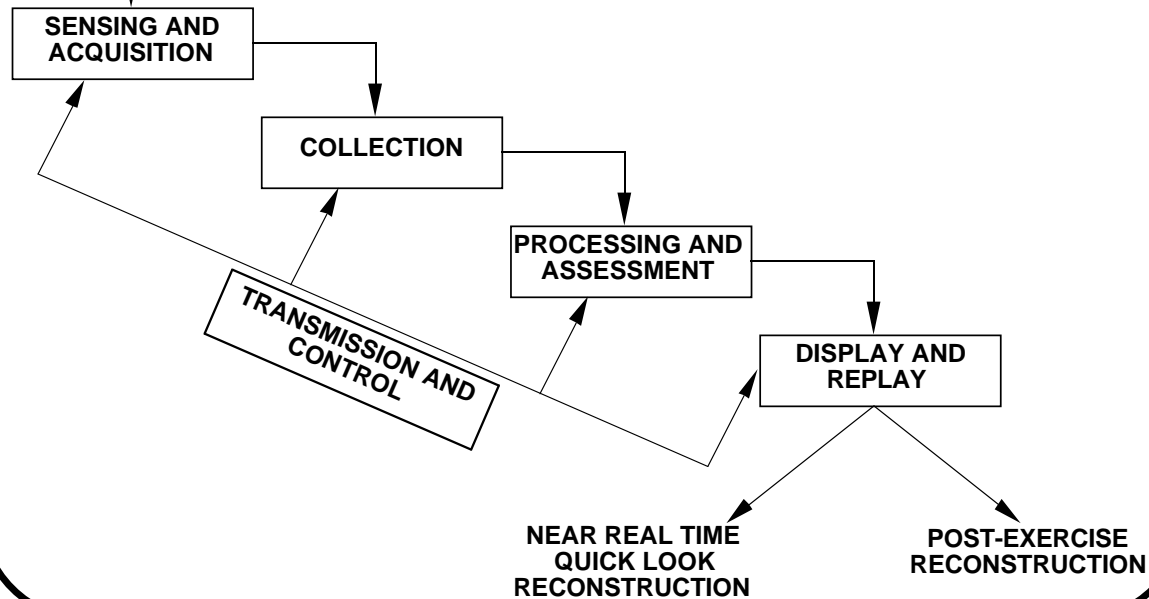 SENSING AND
ACQUISITION
COLLECTION
PROCESSING AND
ASSESSMENT
TRANSMISSION AND
CONTROL
DISPLAY AND
REPLAY
NEAR REAL TIME
QUICK LOOK
RECONSTRUCTION
POST-EXERCISE
RECONSTRUCTION